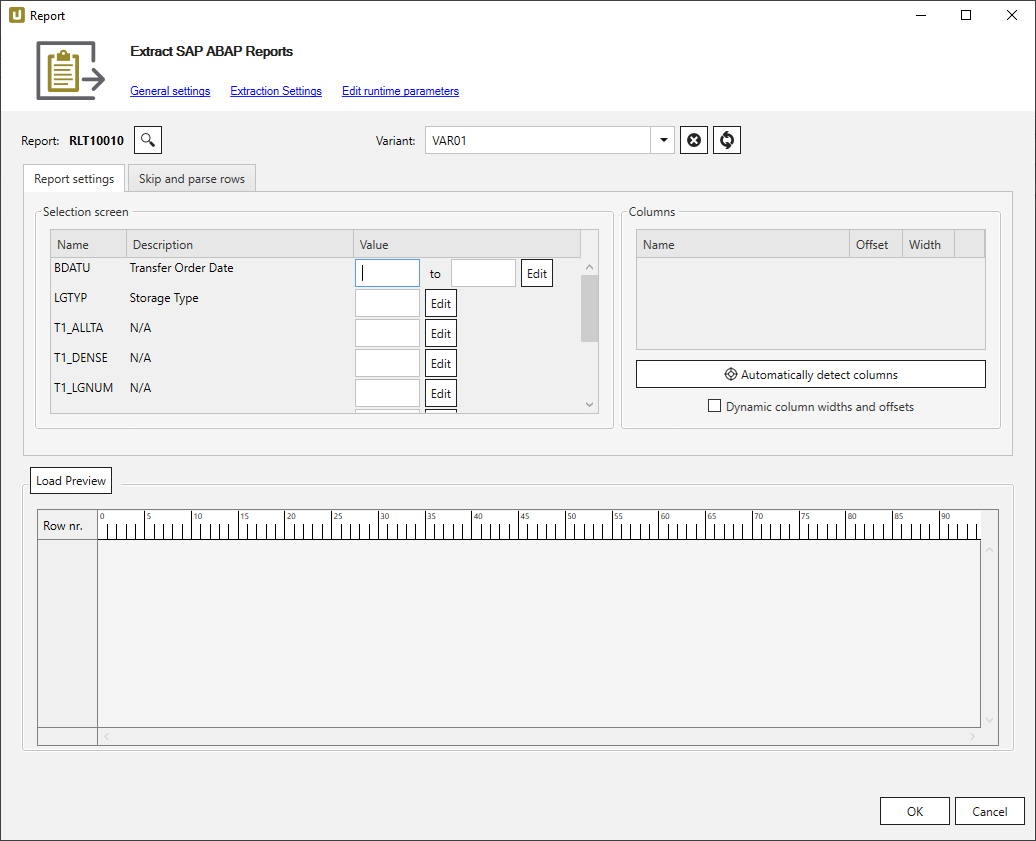 Report
Extract SAP ABAP Reports
General settings Extraction Settings Edit runtime parameters
Report: RLT10010 Variant: VAR01
Report settings Skip and parse rows
Selection screen Columns
Name Description Value Name Offset Width
BDATU Transfer Order Date to Edit
LGTYP Storage Type Edit
T1_ALLTA N/A Edit
T1_DENSE N/A Edit
T1_LGNUM N/A Edit
Automatically detect columns
Dynamic column widths and offsets
Load Preview
Row nr. 0 5 10 15 20 25 30 35 40 45 50 55 60 65 70 75 80 85 90
OK Cancel